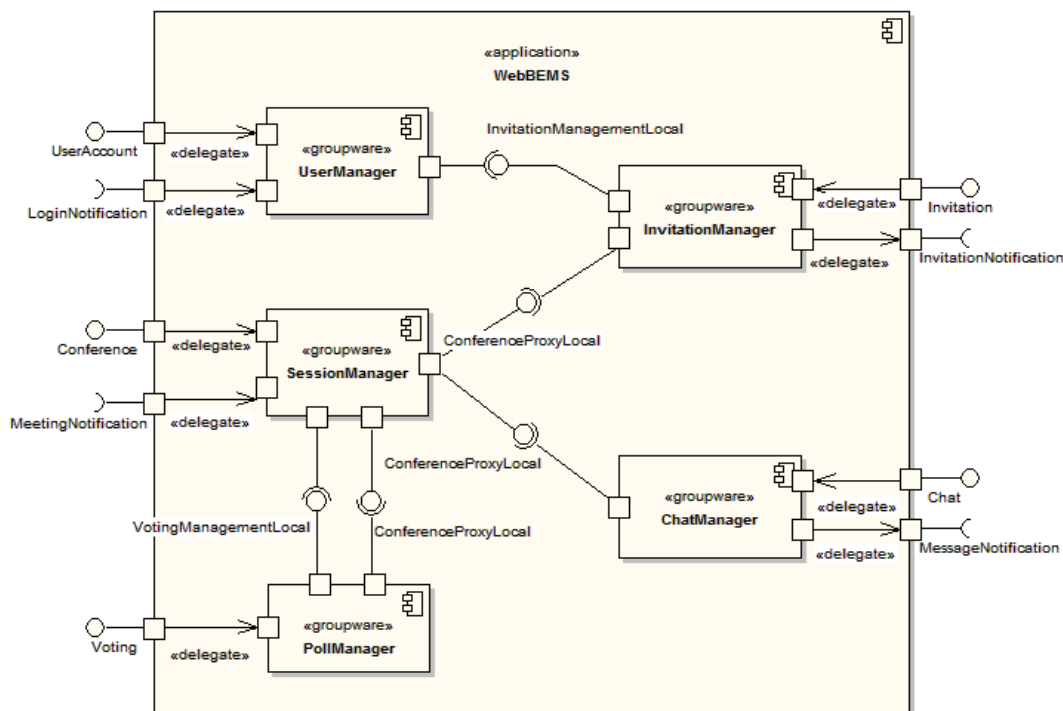 «application»
WebBEMS
UserAccount
«delegate»
LoginNotification
«delegate»
«groupware»
UserManager
InvitationManagementLocal
«groupware»
InvitationManager
«delegate»
Invitation
«delegate»
InvitationNotification
Conference
«delegate»
MeetingNotification
«delegate»
«groupware»
SessionManager
ConferenceProxyLocal
ConferenceProxyLocal
VotingManagementLocal
ConferenceProxyLocal
«groupware»
ChatManager
«delegate»
Chat
«delegate»
MessageNotification
Voting
«delegate»
«groupware»
PollManager